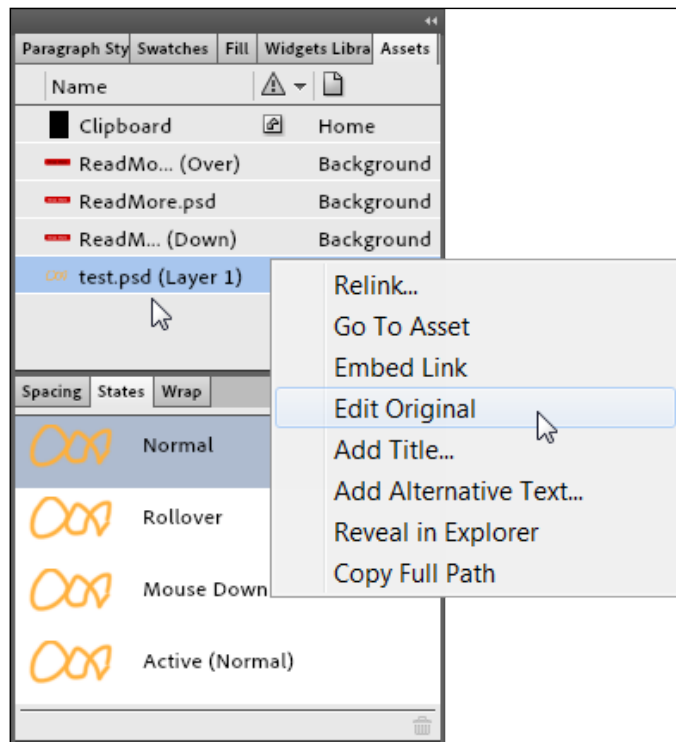 Paragraph Sty Swatches Fill Widgets Libra Assets
Name
Clipboard Home
ReadMo... (Over) Background
ReadMore.psd Background
ReadM... (Down) Background
test.psd (Layer 1)
Relink...
Go To Asset
Embed Link
Edit Original
Add Title...
Add Alternative Text...
Reveal in Explorer
Copy Full Path
Spacing States Wrap
Normal
Rollover
Mouse Down
Active (Normal)